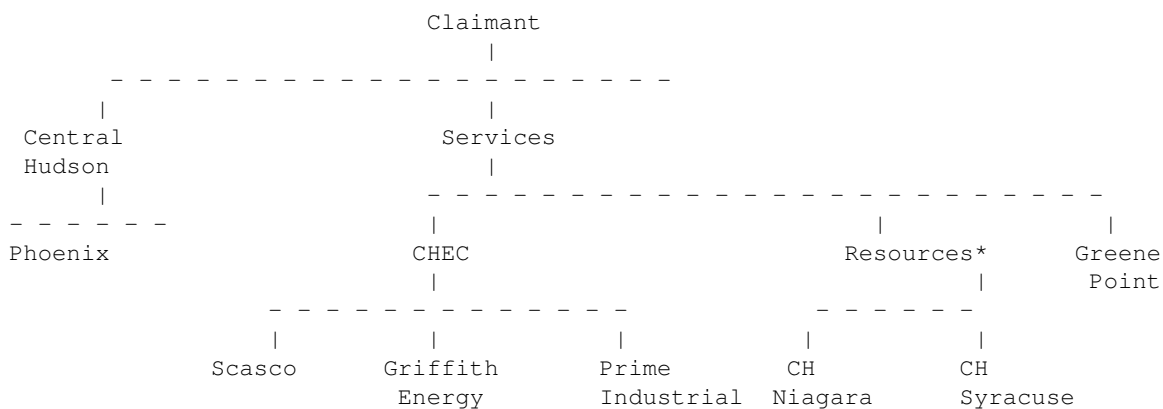 Claimant
|
- - - - - - - - - - - - - - - - - - - -
| |
Central Services
Hudson |
| - - - - - - - - - - - - - - - - - - - - - - - -
- - - - - - | | |
Phoenix CHEC Resources* Greene
| | Point
- - - - - - - - - - - - - - - - - - -
| | | | |
Scasco Griffith Prime CH CH
Energy Industrial Niagara Syracuse